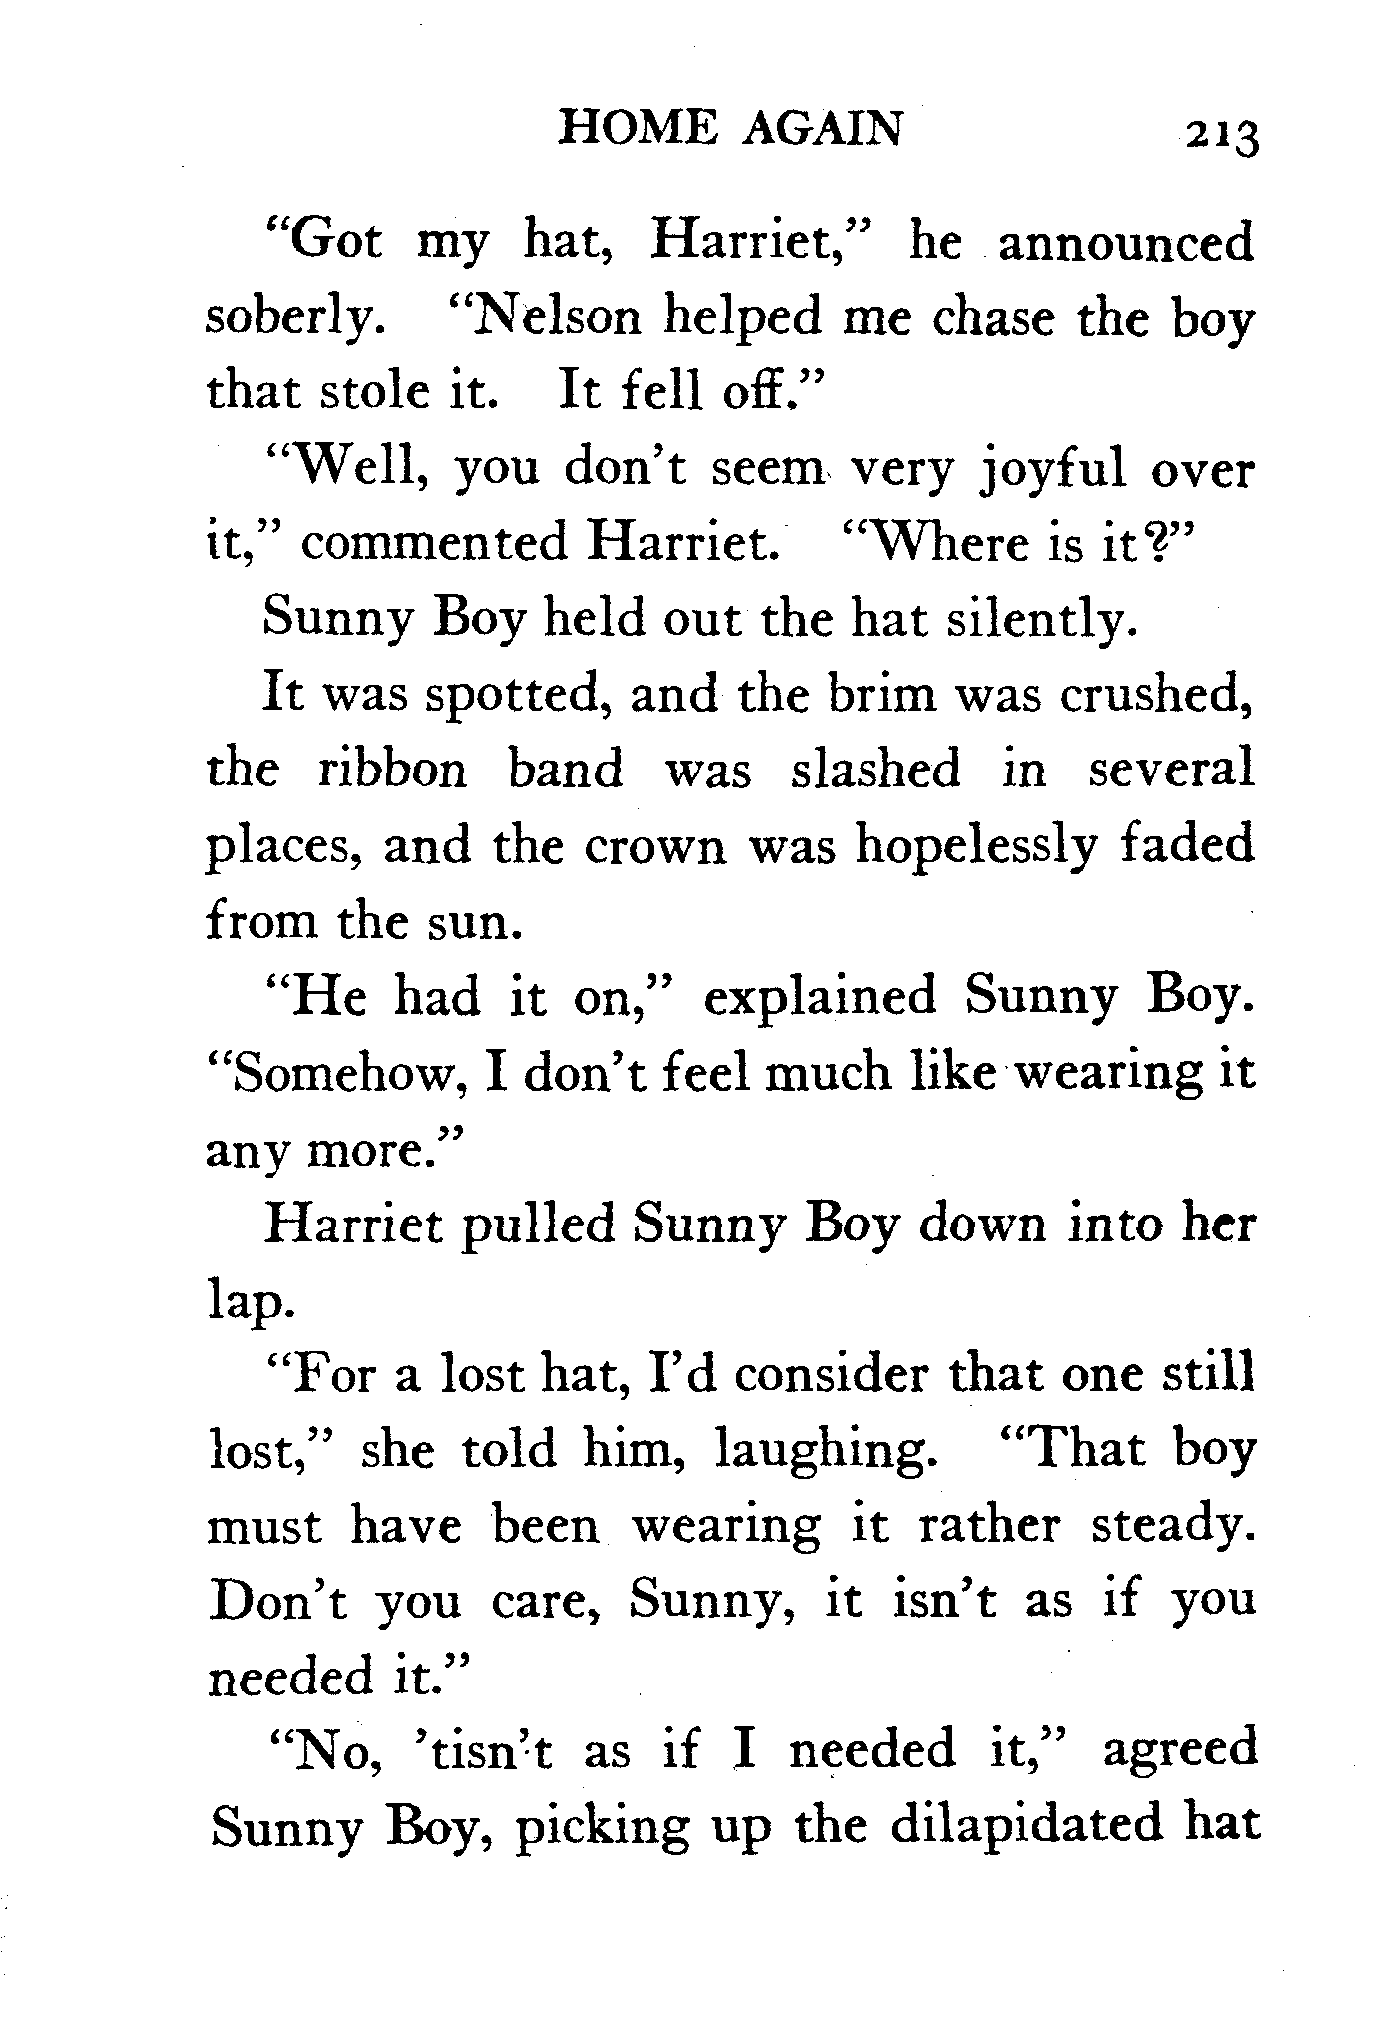 HOME AGAIN 213
“Got my hat, Harriet,” he announced
soberly. “Nelson helped me chase the boy
that stole it. It fell off.”
“Well, you don’t seem very joyful over
it,” commented Harriet. “Where is it?”
Sunny Boy held out the hat silently.
It was spotted, and the brim was crushed,
the ribbon band was slashed in several
places, and the crown was hopelessly faded
from the sun.
“He had it on,” explained Sunny Boy.
“Somehow, I don’t feel much like wearing it
any more.”
Harriet pulled Sunny Boy down into her
lap.
“For a lost hat, I’d consider that one still
lost,” she told him, laughing. “That boy
must have been wearing it rather steady.
Don’t you care, Sunny, it isn’t as if you
needed it.”
“No, ’tisn’t as if I needed it,” agreed
Sunny Boy, picking up the dilapidated hat